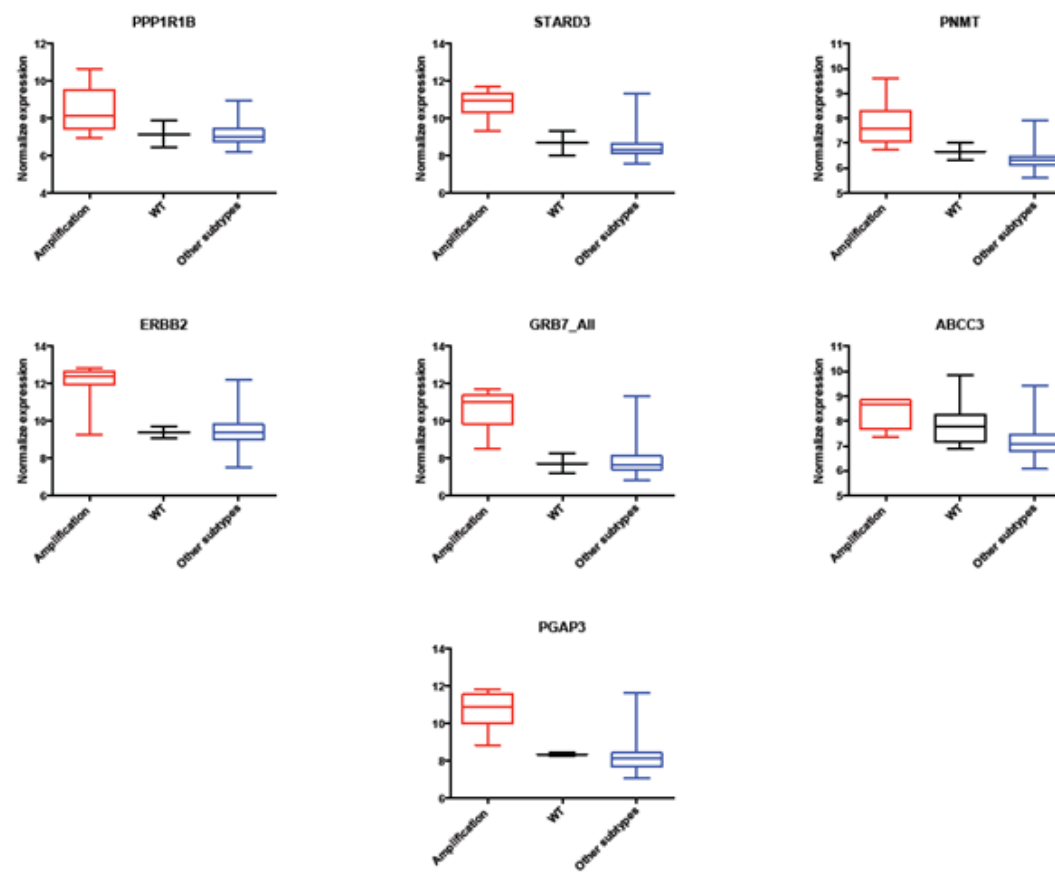 PPP1R1B
Normalize expression
12
10
8
6
4
Amplification
WT
Other subtypes
STARD3
Normalize expression
14
12
10
8
6
Amplification
WT
Other subtypes
PNMT
Normalize expression
11
10
9
8
7
6
5
Amplification
WT
Other subtypes
ERBB2
Normalize expression
14
12
10
8
6
Amplification
WT
Other subtypes
GRB7_All
Normalize expression
14
12
10
8
6
Amplification
WT
Other subtypes
ABCC3
Normalize expression
11
10
9
8
7
6
5
Amplification
WT
Other subtypes
PGAP3
Normalize expression
14
12
10
8
6
Amplification
WT
Other subtypes